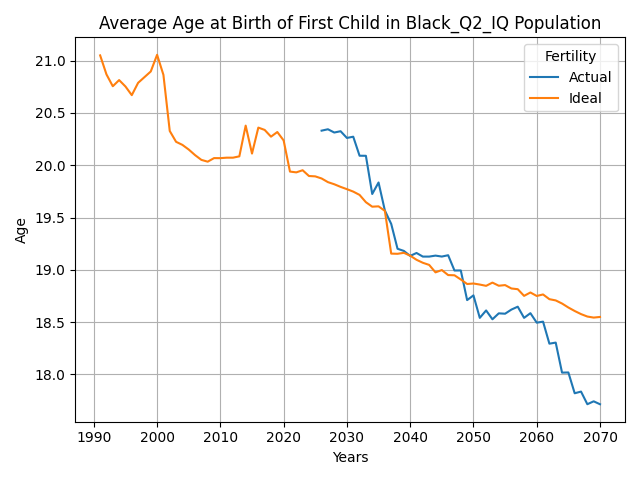 Average Age at Birth of First Child in Black_Q2_IQ Population
Fertility
Actual
Ideal
Age
21.0
20.5
20.0
19.5
19.0
18.5
18.0
1990 2000 2010 2020 2030 2040 2050 2060 2070
Years